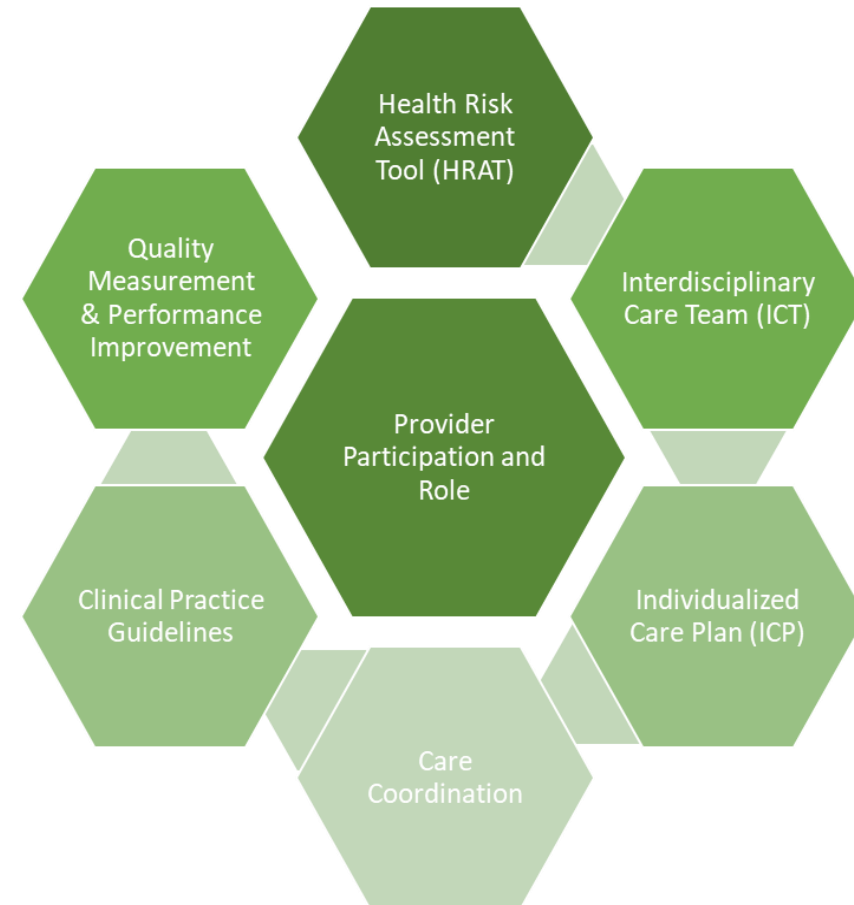 Health Risk
Assessment
Tool (HRAT)
Interdisciplinary
Care Team (ICT)
Individualized
Care Plan (ICP)
Care
Coordination
Clinical Practice
Guidelines
Quality
Measurement
& Performance
Improvement
Provider
Participation and
Role